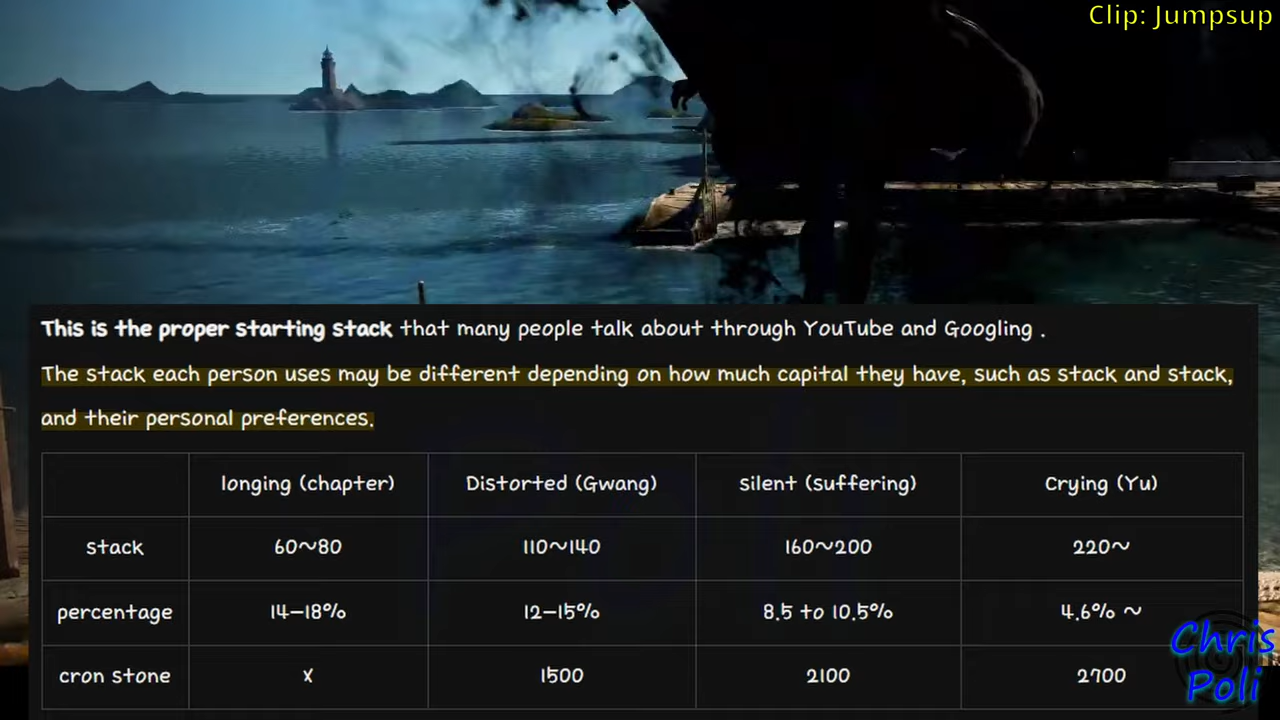 Clip: Jumpsup
This is the proper starting stack that many people talk about through YouTube and Googling .
The stack each person uses may be different depending on how much capital they have, such as stack and stack,
and their personal preferences.
longing (chapter) Distorted (Gwang) silent (suffering) Crying (Yu)
stack 60~80 110~140 160~200 220~
percentage 14–18% 12–15% 8.5 to 10.5% 4.6% ~
cron stone x 1500 2100 2700
Chris
Poli